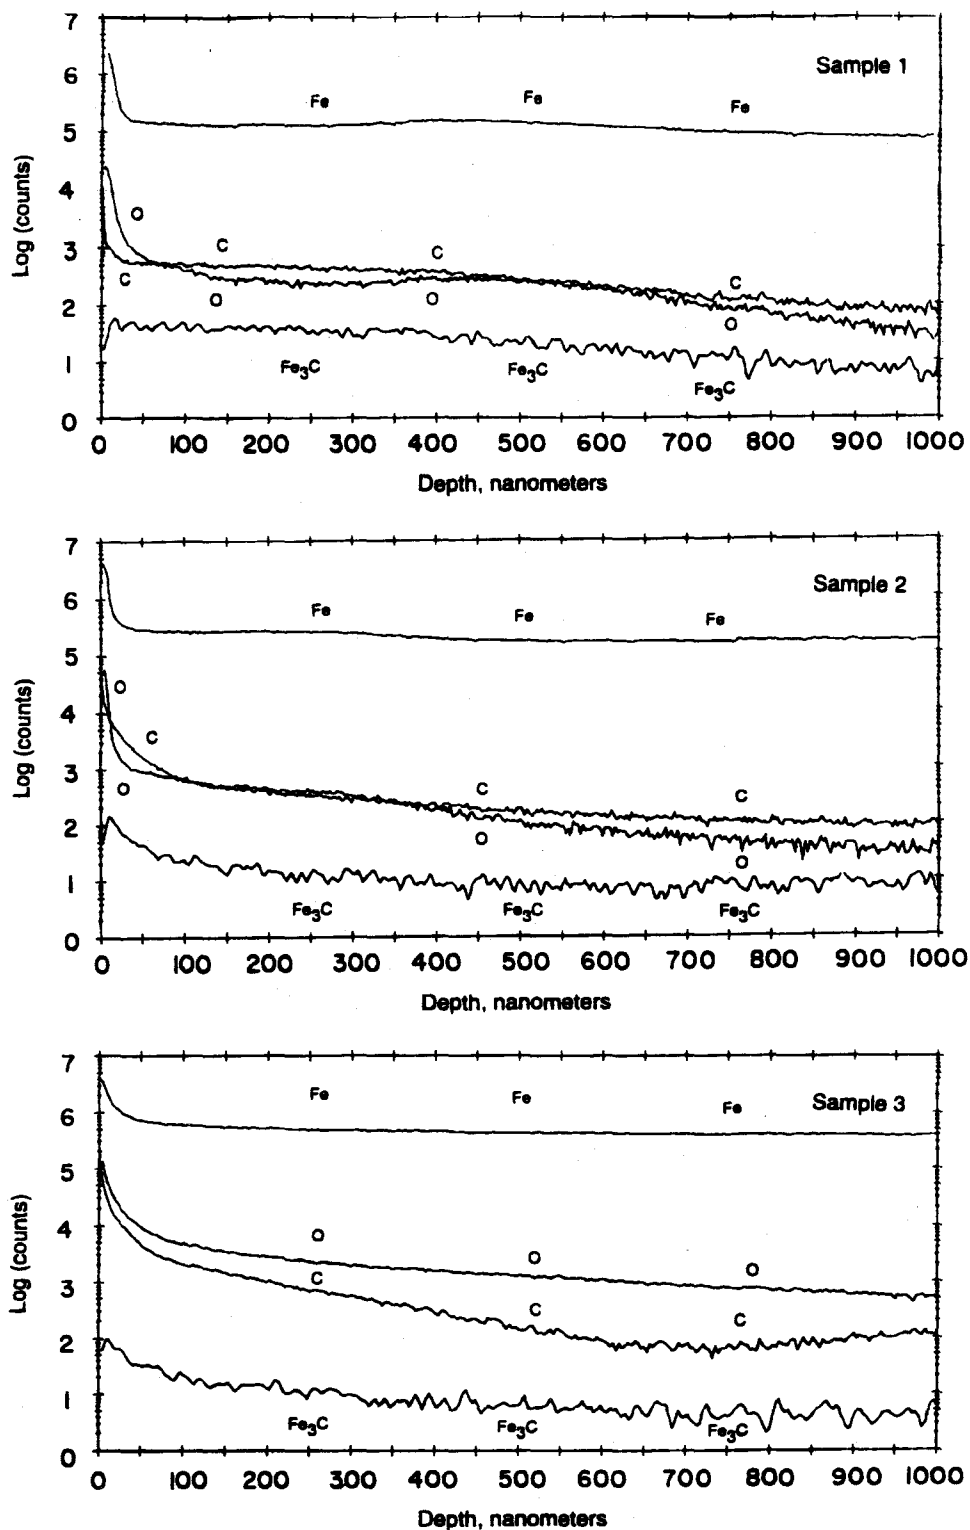 7
Sample 1
6
Fe Fe Fe
5
Log (counts)
4
O
3
C C
C
C O O
2
O
1
Fe3C Fe3C
Fe3C
0
0 100 200 300 400 500 600 700 800 900 1000
Depth, nanometers
7
Sample 2
6
Fe Fe Fe
5
Log (counts)
O
4
C
3
O C C
2
O
O
1
Fe3C Fe3C Fe3C
0
0 100 200 300 400 500 600 700 800 900 1000
Depth, nanometers
7
Fe Fe Fe Sample 3
6
5
Log (counts)
4
O
O O
3
C
C C
2
1
Fe3C Fe3C Fe3C
0
0 100 200 300 400 500 600 700 800 900 1000
Depth, nanometers